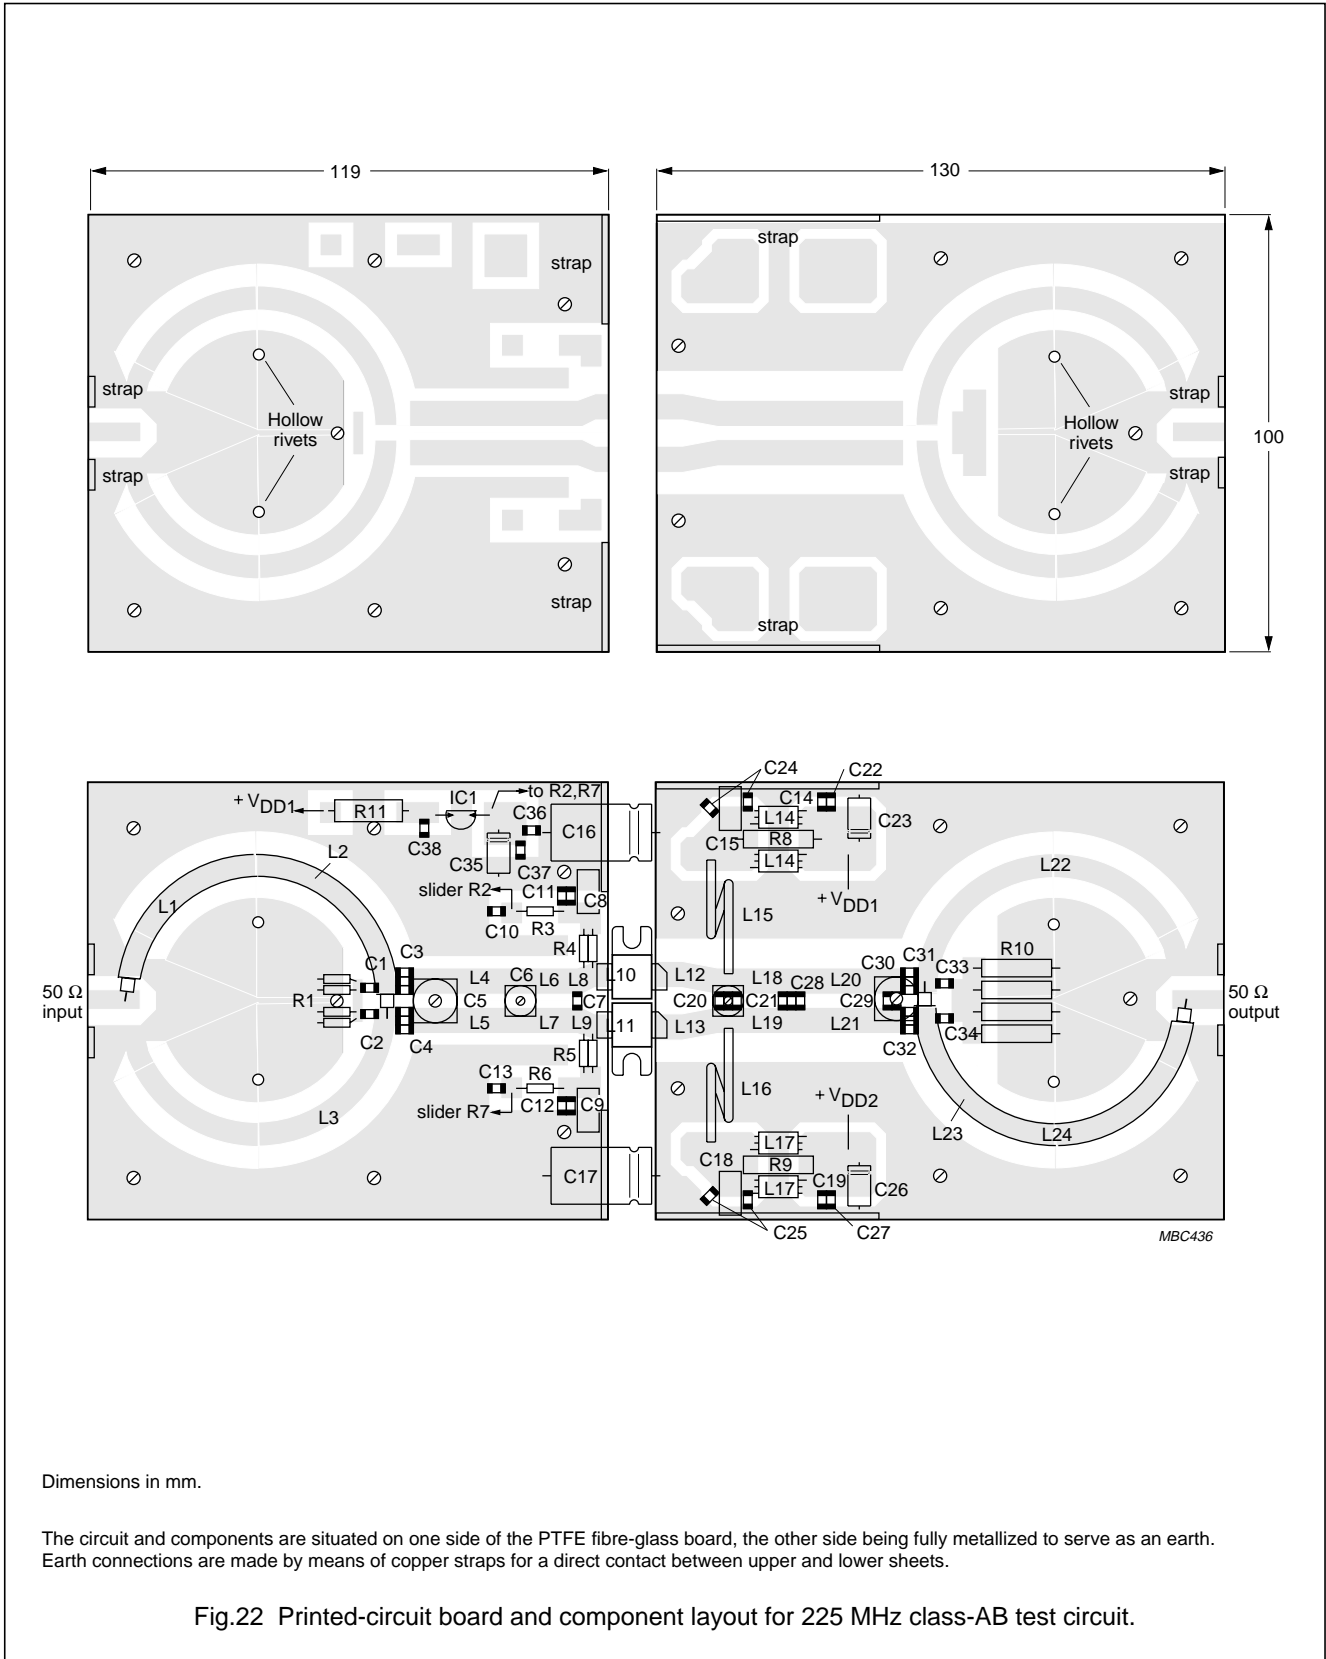 119
130
strap
strap
strap
strap
Hollow
rivets
Hollow
rivets
100
strap
strap
strap
strap
C24
C22
to R2,R7
IC1
+ VDD1
R11
C36
C16
C14
L14
C23
C38
C35
C37
C15
R8
L14
L2
L22
slider R2
C11
C8
+ VDD1
L1
C10
R3
L15
R4
C3
C31
R10
C1
L4
C6
L6
L8
L10
L12
L18
L20
C30
C33
50 Ω
input
R1
C5
C7
C20
C21
C28
C29
50 Ω
output
L5
L7
L9
L11
L13
L19
L21
C2
C4
C32
C34
R5
C13
R6
L16
+ VDD2
slider R7
C12
C9
L3
L23
L24
L17
C18
R9
C17
L17
C19
C26
C25
C27
MBC436
Dimensions in mm.
The circuit and components are situated on one side of the PTFE fibre-glass board, the other side being fully metallized to serve as an earth.
Earth connections are made by means of copper straps for a direct contact between upper and lower sheets.
Fig.22 Printed-circuit board and component layout for 225 MHz class-AB test circuit.